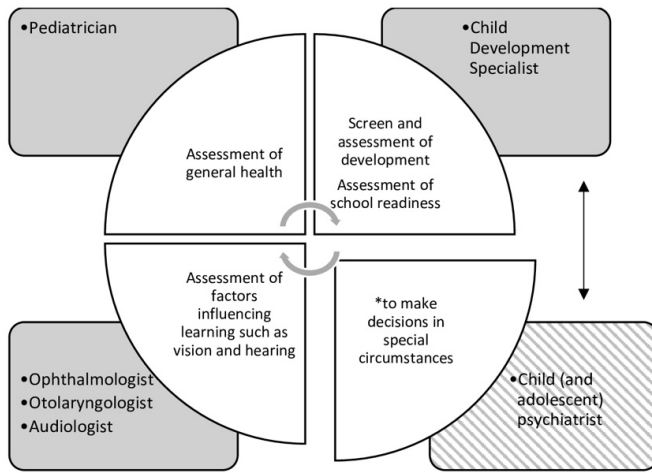 •Pediatrician
•Child
Development
Specialist
Assessment of
general health
Screen and
assessment of
development
Assessment of
school readiness
Assessment of
factors
influencing
learning such as
vision and hearing
*to make
decisions in
special
circumstances
•Ophthalmologist
•Otolaryngologist
•Audiologist
•Child (and
adolescent)
psychiatrist